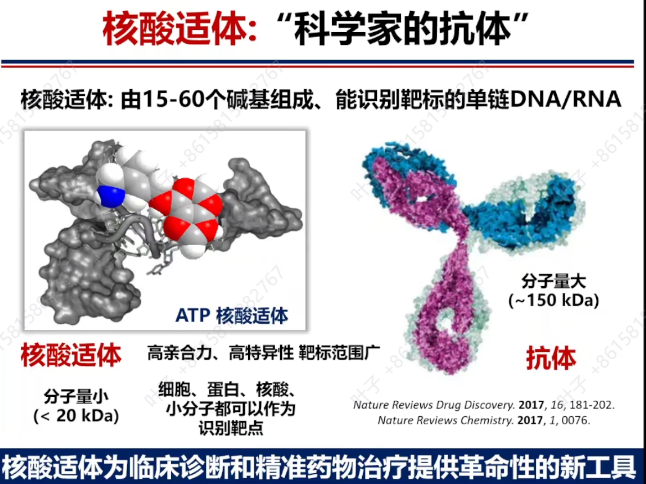 核酸适体: “科学家的抗体”
核酸适体: 由15-60个碱基组成、能识别靶标的单链DNA/RNA
ATP 核酸适体
分子量大
(~150 kDa)
核酸适体
高亲合力、高特异性 靶标范围广
抗体
分子量小
(< 20 kDa)
细胞、蛋白、核酸、
小分子都可以作为
识别靶点
Nature Reviews Drug Discovery. 2017, 16, 181-202.
Nature Reviews Chemistry. 2017, 1, 0076.
核酸适体为临床诊断和精准药物治疗提供革命性的新工具